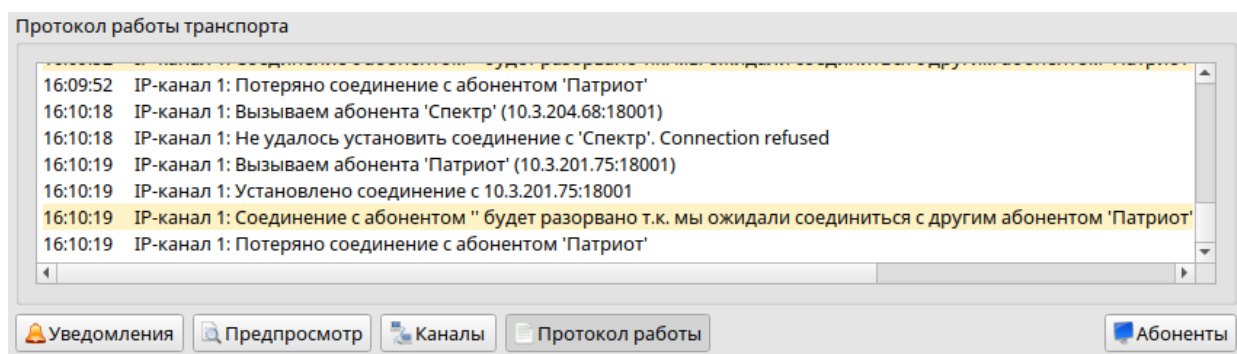 Протокол работы транспорта
16:09:52 IP-канал 1: Потеряно соединение с абонентом 'Патриот'
16:10:18 IP-канал 1: Вызываем абонента 'Спектр' (10.3.204.68:18001)
16:10:18 IP-канал 1: Не удалось установить соединение с 'Спектр'. Connection refused
16:10:19 IP-канал 1: Вызываем абонента 'Патриот' (10.3.201.75:18001)
16:10:19 IP-канал 1: Установлено соединение с 10.3.201.75:18001
16:10:19 IP-канал 1: Соединение с абонентом '' будет разорвано т.к. мы ожидали соединиться с другим абонентом 'Патриот'
16:10:19 IP-канал 1: Потеряно соединение с абонентом 'Патриот'
Уведомления Предпросмотр Каналы Протокол работы Абоненты